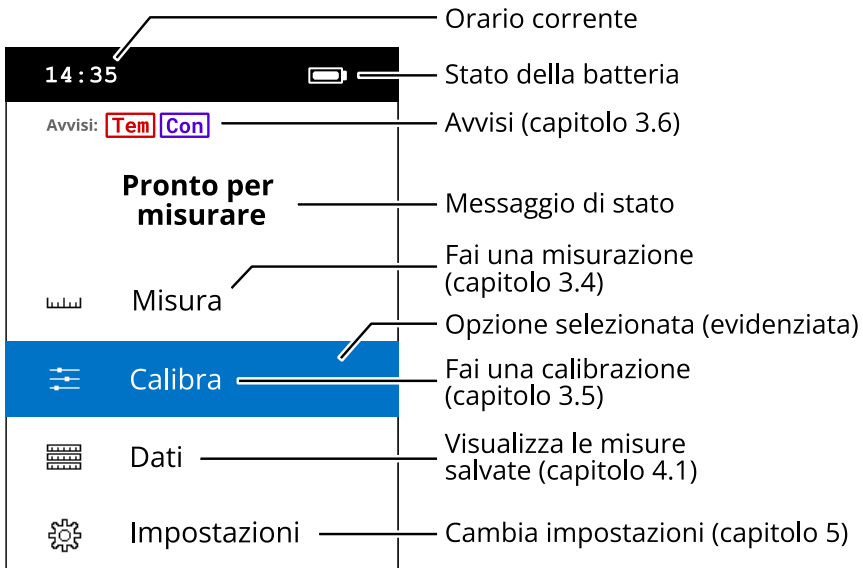 Orario corrente
14:35
Stato della batteria
Avvisi: Tem Con
Avvisi (capitolo 3.6)
Pronto per
misurare
Messaggio di stato
Misura
Fai una misurazione
(capitolo 3.4)
Opzione selezionata (evidenziata)
Calibra
Fai una calibrazione
(capitolo 3.5)
Dati
Visualizza le misure
salvate (capitolo 4.1)
Impostazioni
Cambia impostazioni (capitolo 5)